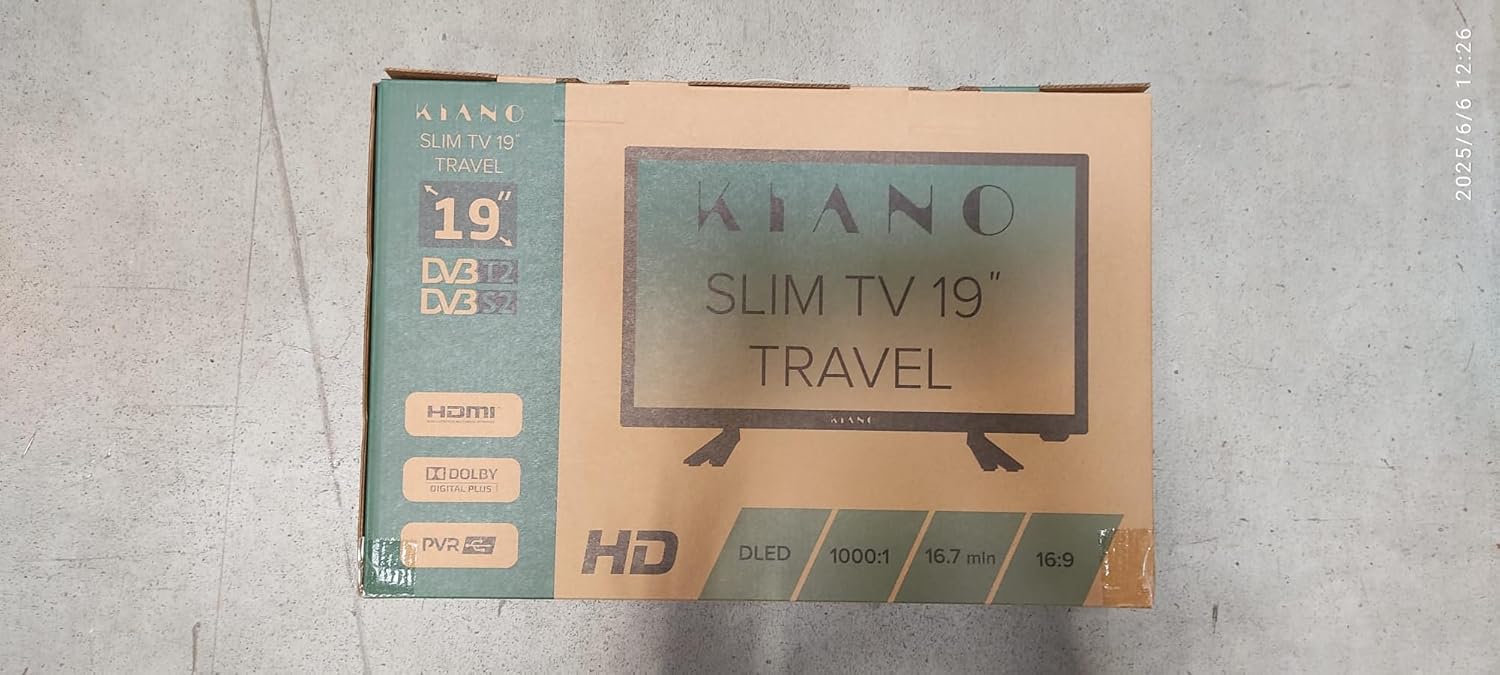 KIANO
SLIM TV 19"
TRAVEL
19"
DVB T2
DVB S2
HDMI
DOLBY
DIGITAL PLUS
PVR
KIANO
SLIM TV 19"
TRAVEL
KIANO
HD
DLED
1000:1
16.7 mln
16:9
2025/6/6 12:26